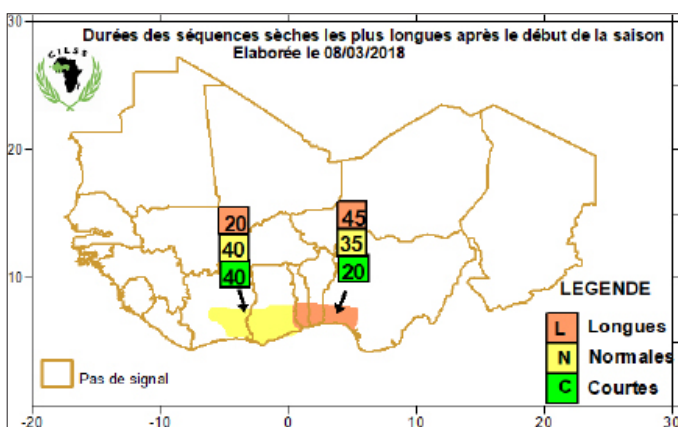 30
Durées des séquences sèches les plus longues après le début de la saison
Elaborée le 08/03/2018
CILSS
20
20
40
40
45
35
20
10
LEGENDE
L Longues
N Normales
C Courtes
Pas de signal
0
-20 -10 0 10 20 30